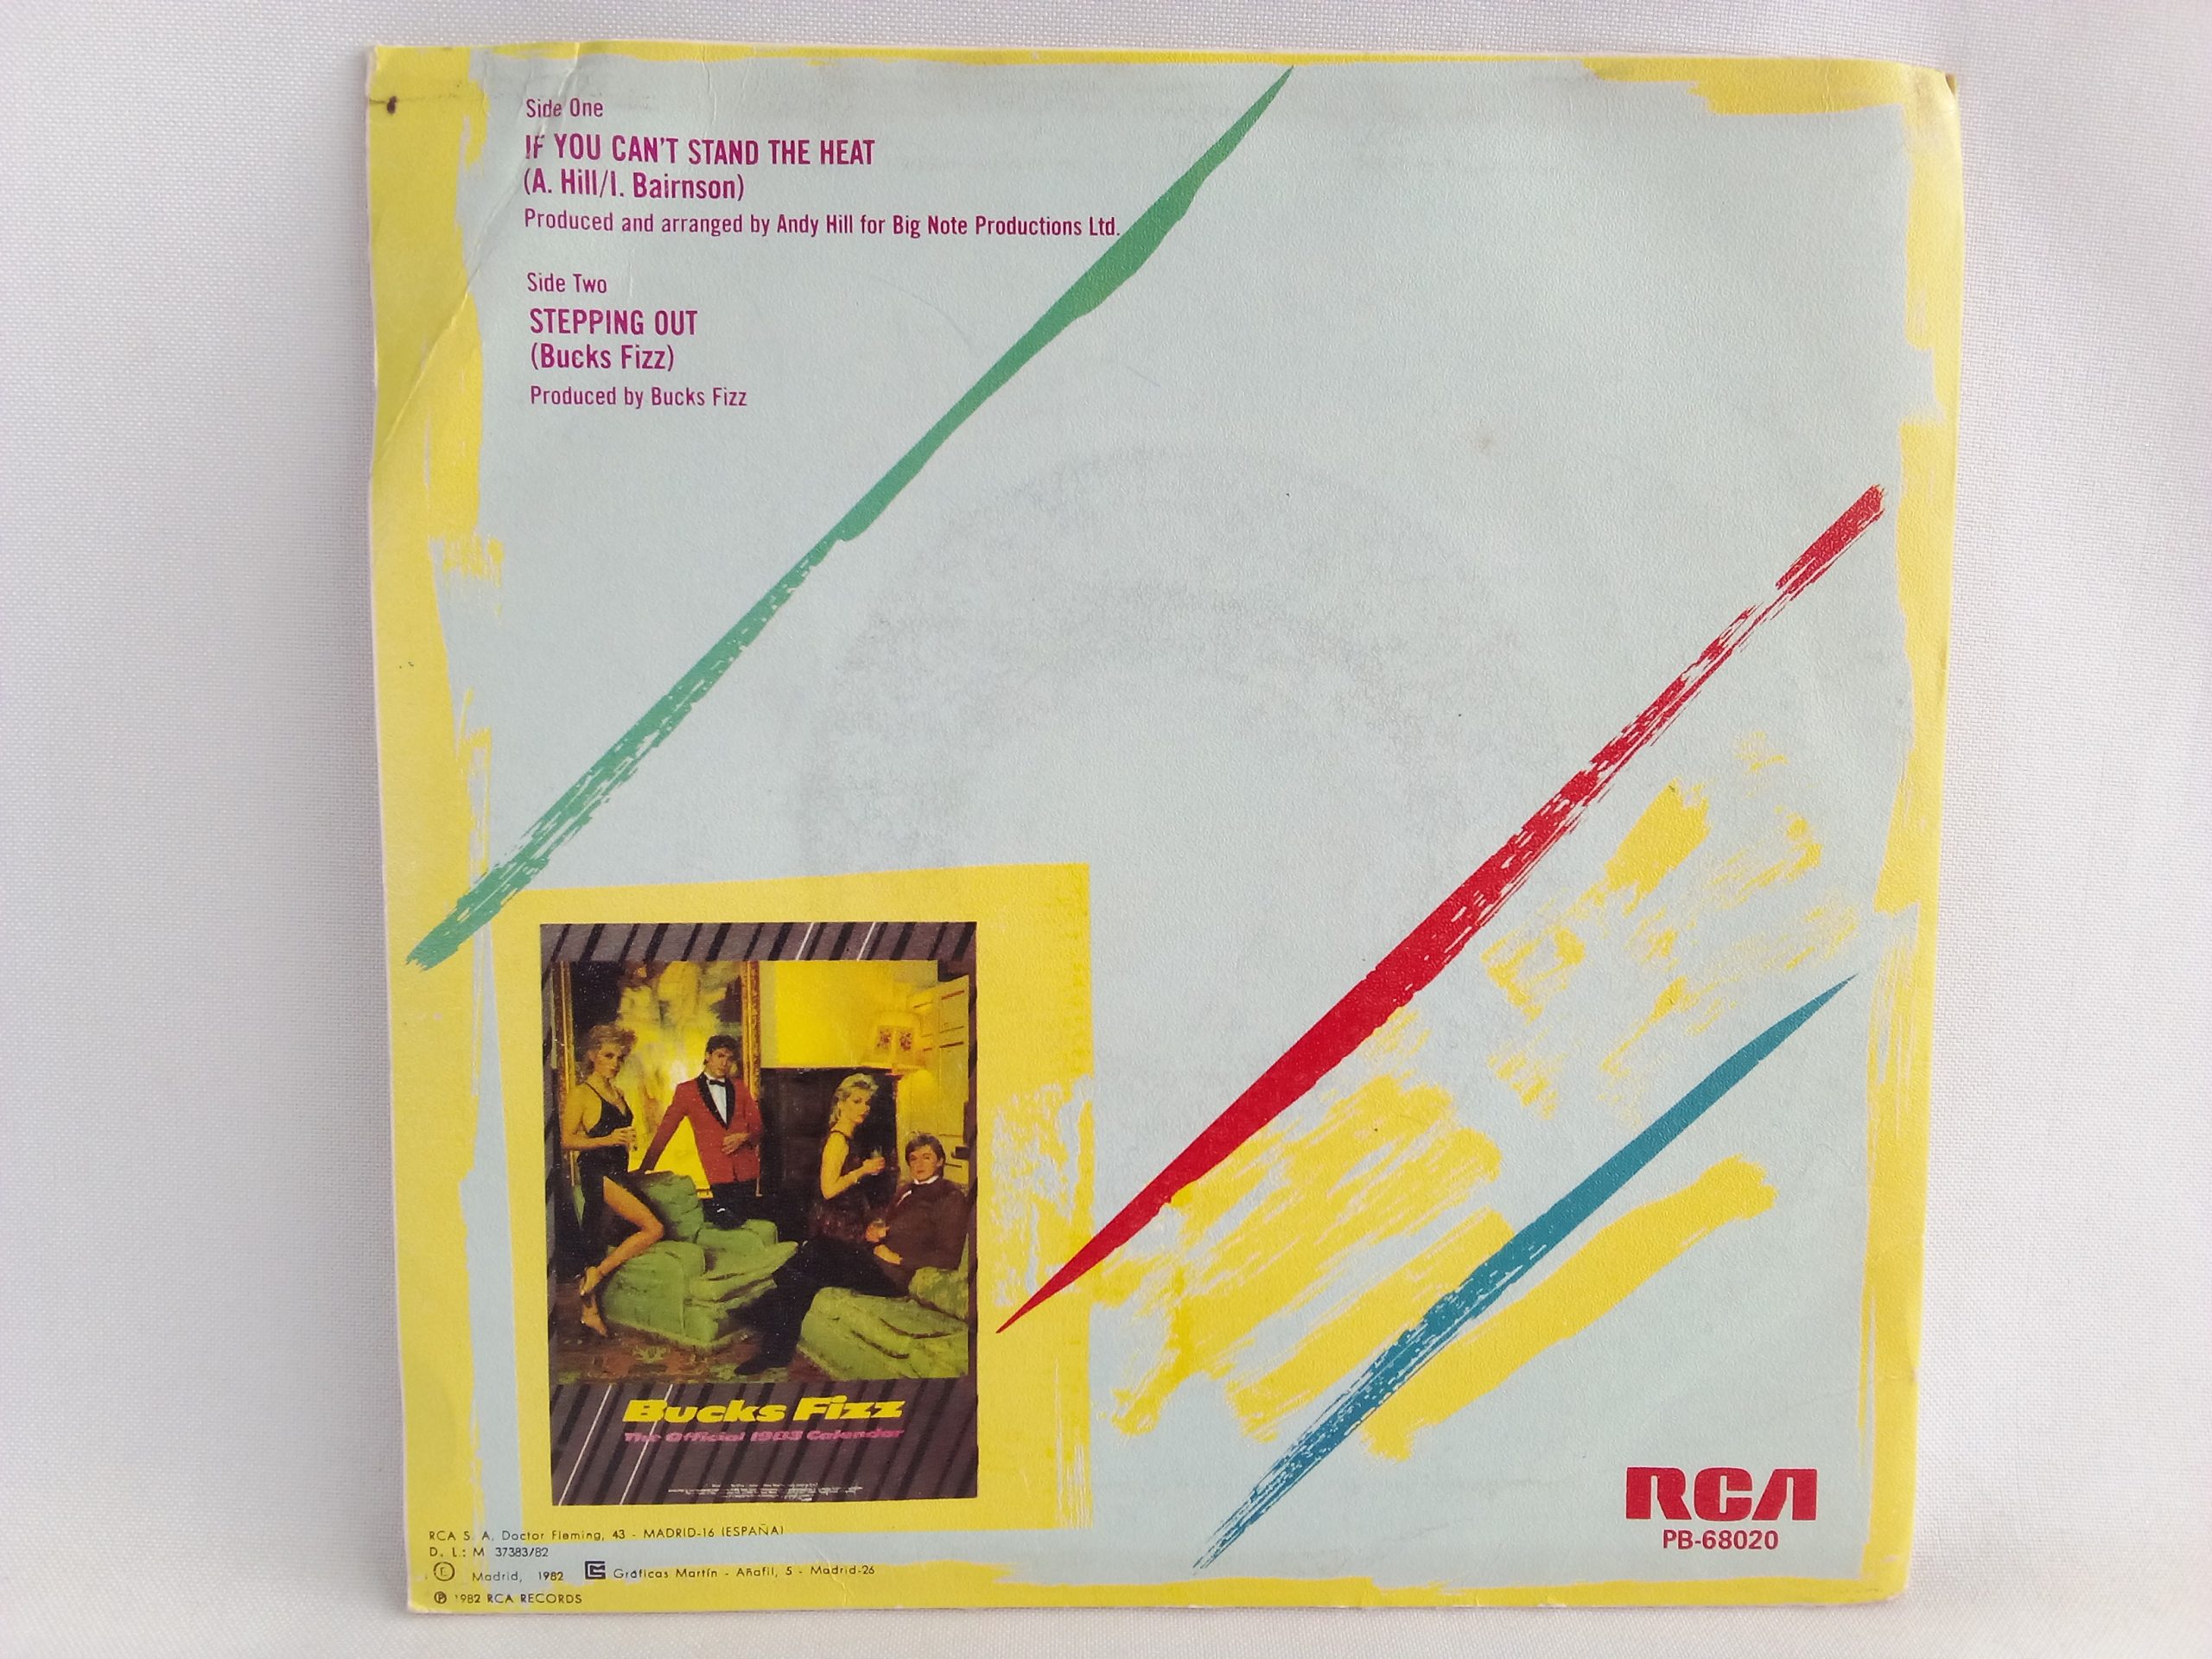 Side One
IF YOU CAN'T STAND THE HEAT
(A. Hill/I. Bairnson)
Produced and arranged by Andy Hill for Big Note Productions Ltd.
Side Two
STEPPING OUT
(Bucks Fizz)
Produced by Bucks Fizz
Bucks Fizz
The Official 1983 Calendar
RCA
PB-68020
RCA S. A. Doctor Fleming, 43 - MADRID-16 (ESPAÑA)
D. L.: M 37383/82
Ⓔ Madrid, 1982 Gráficas Martín - Añafil, 5 - Madrid-26
℗ 1982 RCA RECORDS